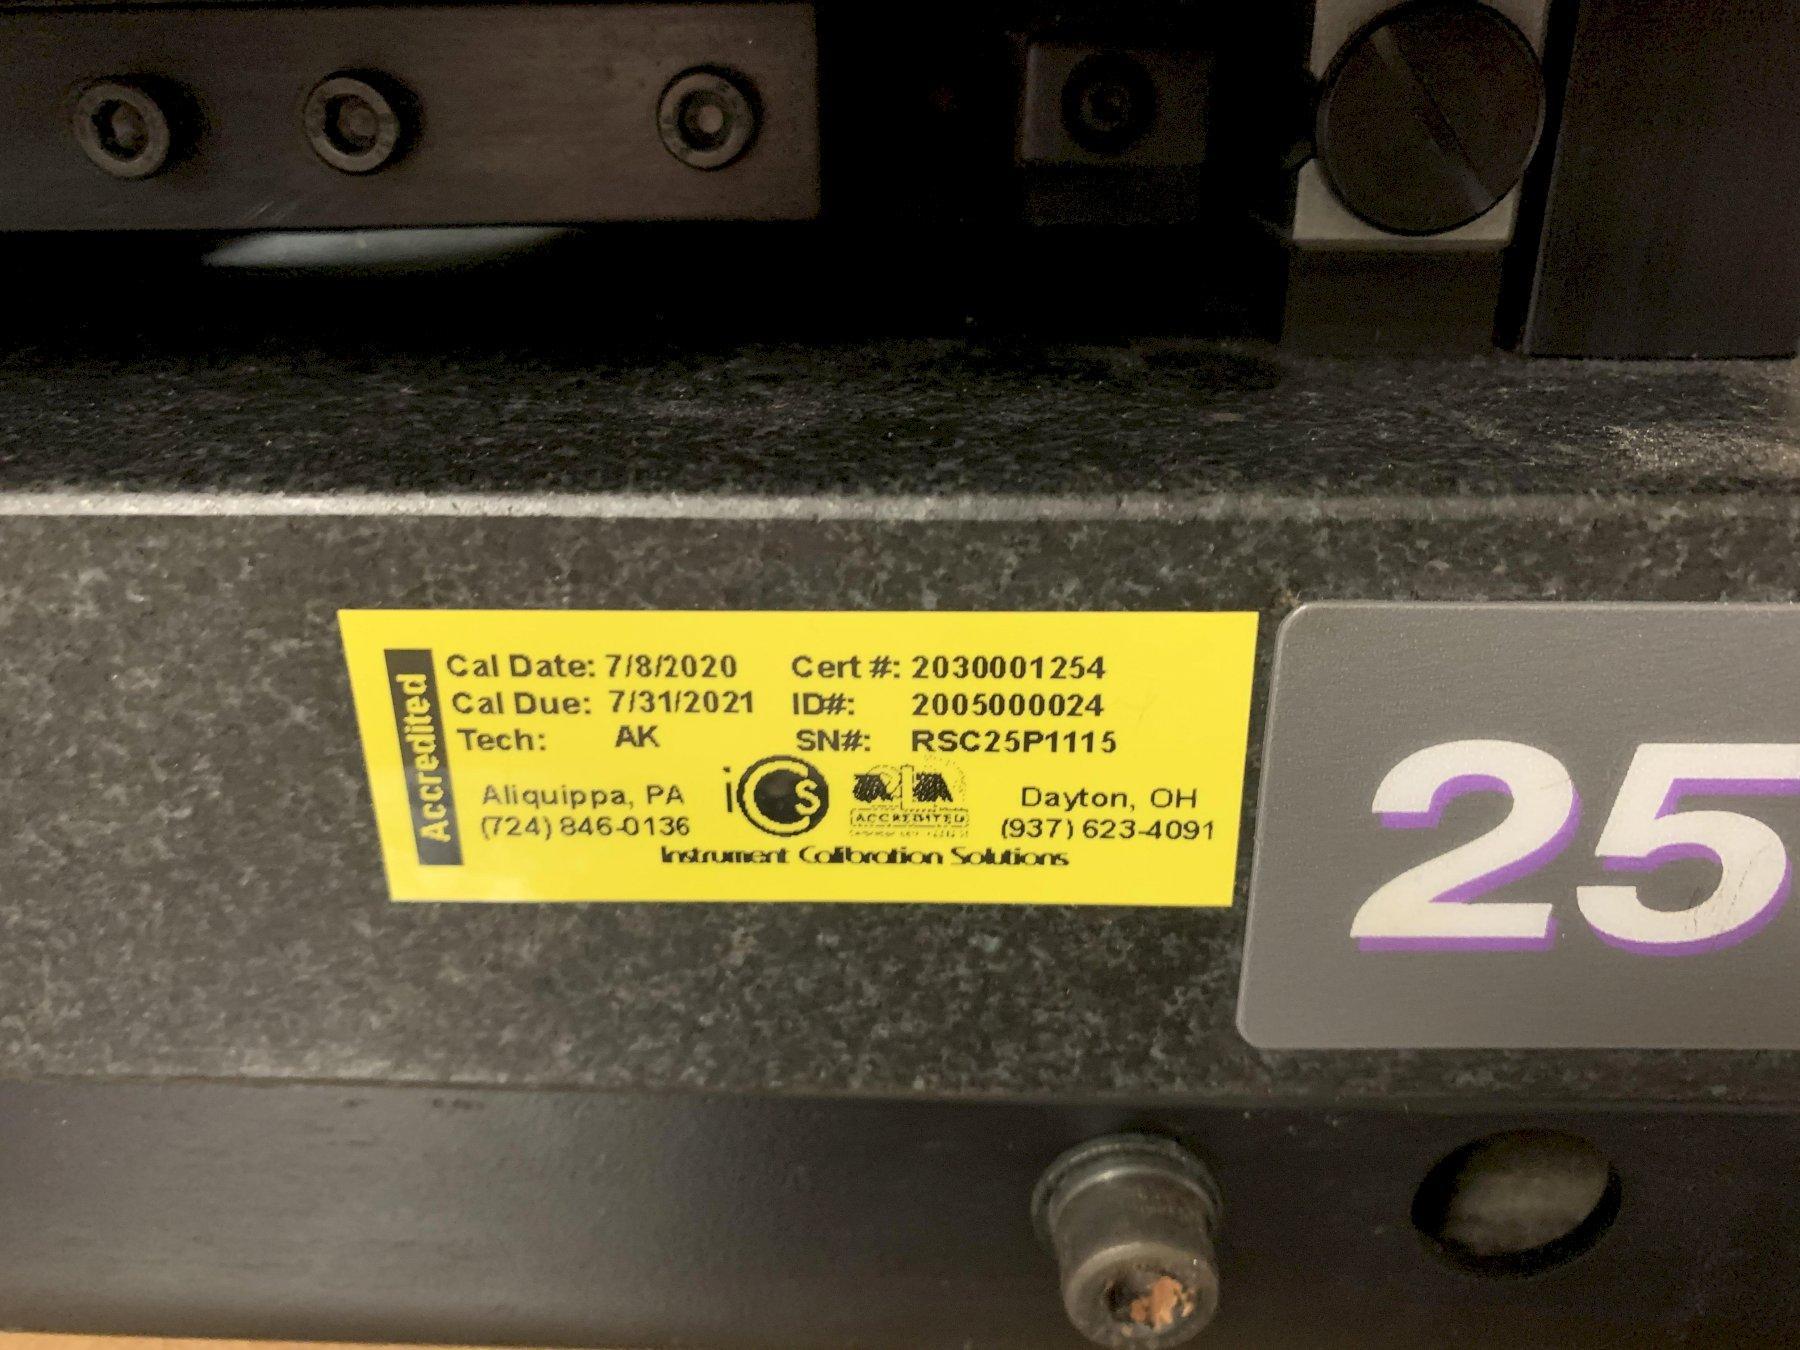 Accredited
Cal Date: 7/8/2020 Cert #: 2030001254
Cal Due: 7/31/2021 ID#: 2005000024
Tech: AK SN#: RSC25P1115
Aliquippa, PA
(724) 846-0136
iCs
ACCREDITED
Dayton, OH
(937) 623-4091
Instrument Calibration Solutions
25